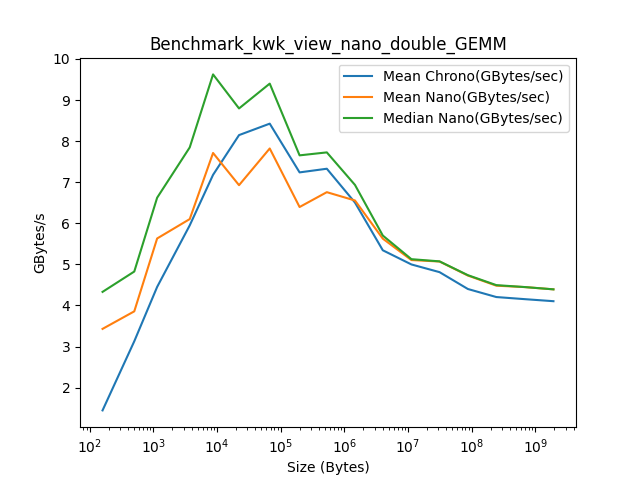 Benchmark_kwk_view_nano_double_GEMM
Mean Chrono(GBytes/sec)
Mean Nano(GBytes/sec)
Median Nano(GBytes/sec)
GBytes/s
10
9
8
7
6
5
4
3
2
10² 10³ 10⁴ 10⁵ 10⁶ 10⁷ 10⁸ 10⁹
Size (Bytes)